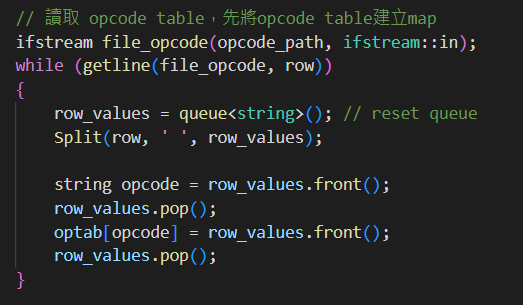 // 讀取 opcode table，先將opcode table建立map
ifstream file_opcode(opcode_path, ifstream::in);
while (getline(file_opcode, row))
{
    row_values = queue<string>(); // reset queue
    Split(row, ' ', row_values);

    string opcode = row_values.front();
    row_values.pop();
    optab[opcode] = row_values.front();
    row_values.pop();
}